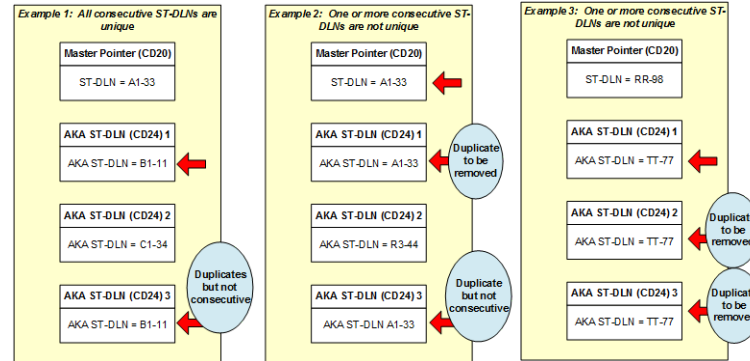 Example 1: All consecutive ST-DLNs are
unique
Master Pointer (CD20)
ST-DLN = A1-33
AKA ST-DLN (CD24) 1
AKA ST-DLN = B1-11
AKA ST-DLN (CD24) 2
AKA ST-DLN = C1-34
Duplicates
but not
consecutive
AKA ST-DLN (CD24) 3
AKA ST-DLN = B1-11
Example 2: One or more consecutive ST-
DLNs are not unique
Master Pointer (CD20)
ST-DLN = A1-33
AKA ST-DLN (CD24) 1
AKA ST-DLN = A1-33
Duplicate
to be
removed
AKA ST-DLN (CD24) 2
AKA ST-DLN = R3-44
Duplicate
but not
consecutive
AKA ST-DLN (CD24) 3
AKA ST-DLN A1-33
Example 3: One or more consecutive ST-
DLNs are not unique
Master Pointer (CD20)
ST-DLN = RR-98
AKA ST-DLN (CD24) 1
AKA ST-DLN = TT-77
AKA ST-DLN (CD24) 2
AKA ST-DLN = TT-77
Duplicate
to be
removed
AKA ST-DLN (CD24) 3
AKA ST-DLN = TT-77
Duplicate
to be
removed